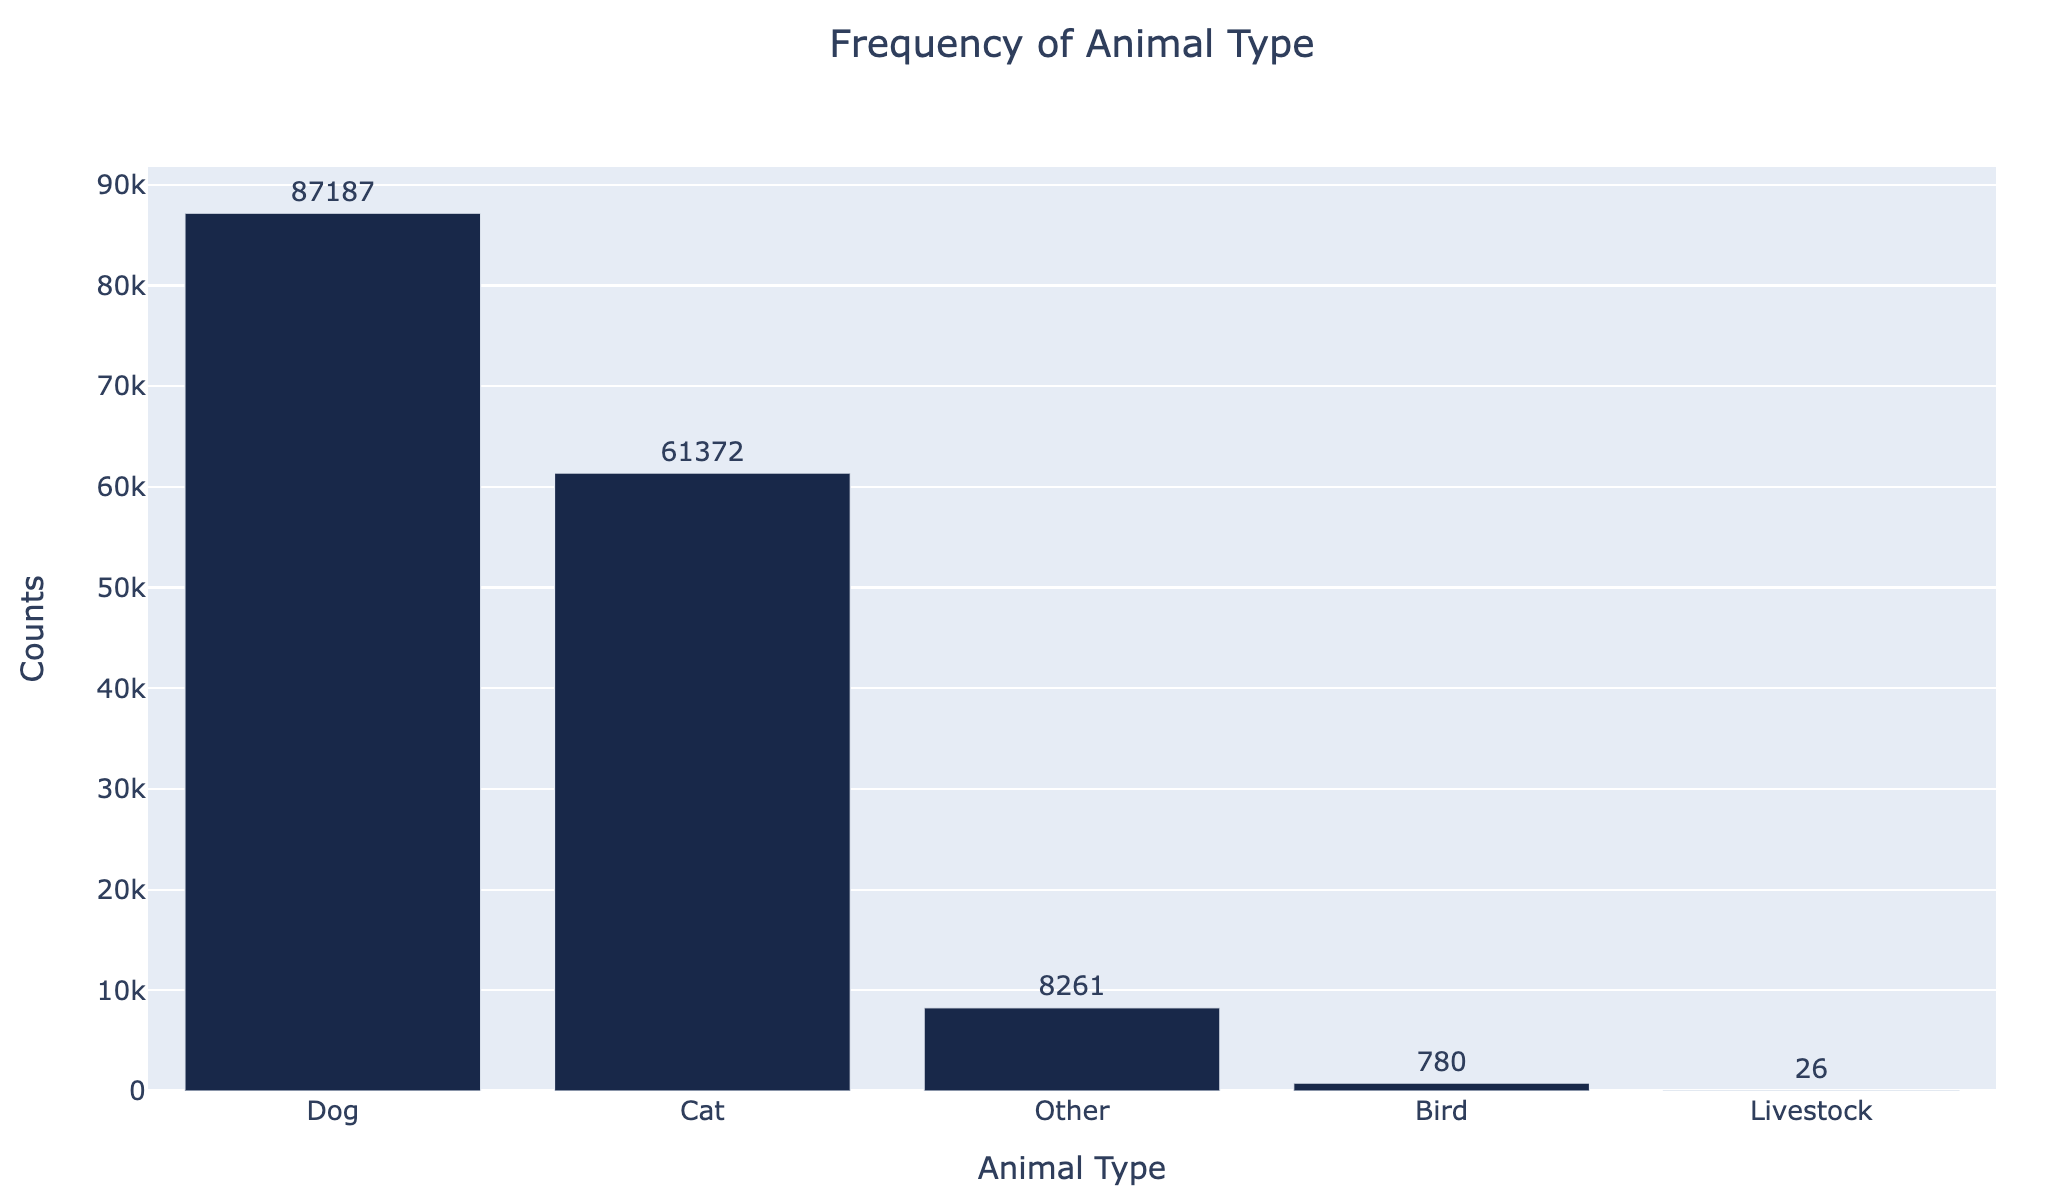 Frequency of Animal Type
90k
87187
80k
70k
61372
60k
50k
Counts
40k
30k
20k
10k
8261
780
26
0
Dog
Cat
Other
Bird
Livestock
Animal Type